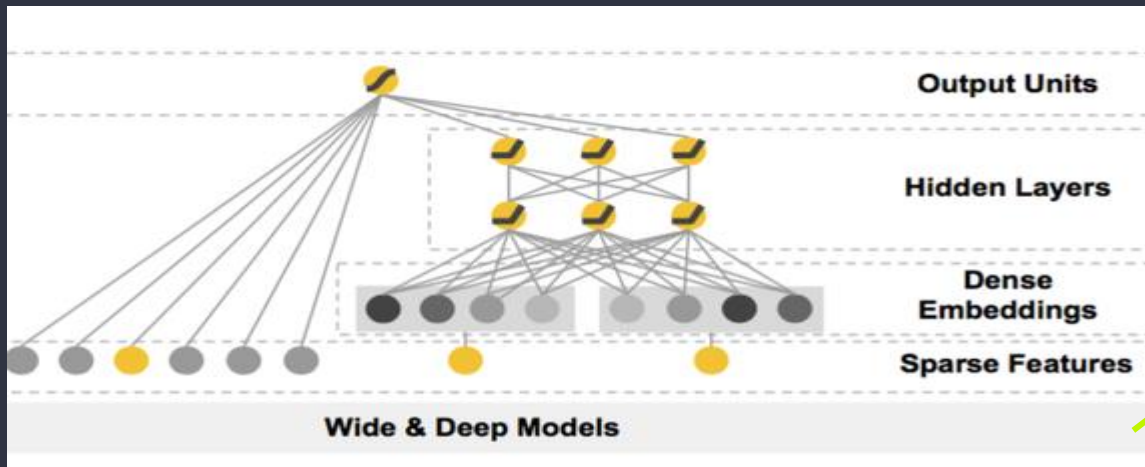 Output Units
Hidden Layers
Dense
Embeddings
Sparse Features
Wide & Deep Models